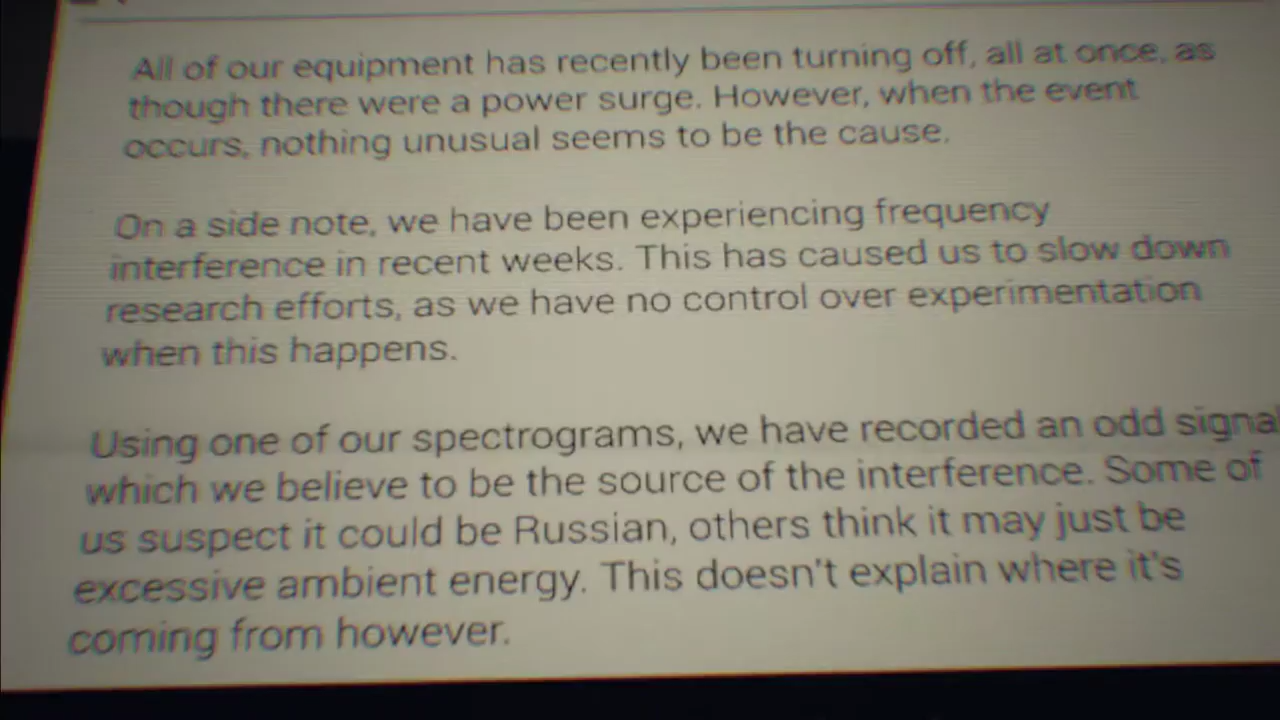 All of our equipment has recently been turning off, all at once, as
though there were a power surge. However, when the event
occurs, nothing unusual seems to be the cause.
On a side note, we have been experiencing frequency
interference in recent weeks. This has caused us to slow down
research efforts, as we have no control over experimentation
when this happens.
Using one of our spectrograms, we have recorded an odd signa
which we believe to be the source of the interference. Some of
us suspect it could be Russian, others think it may just be
excessive ambient energy. This doesn't explain where it's
coming from however.